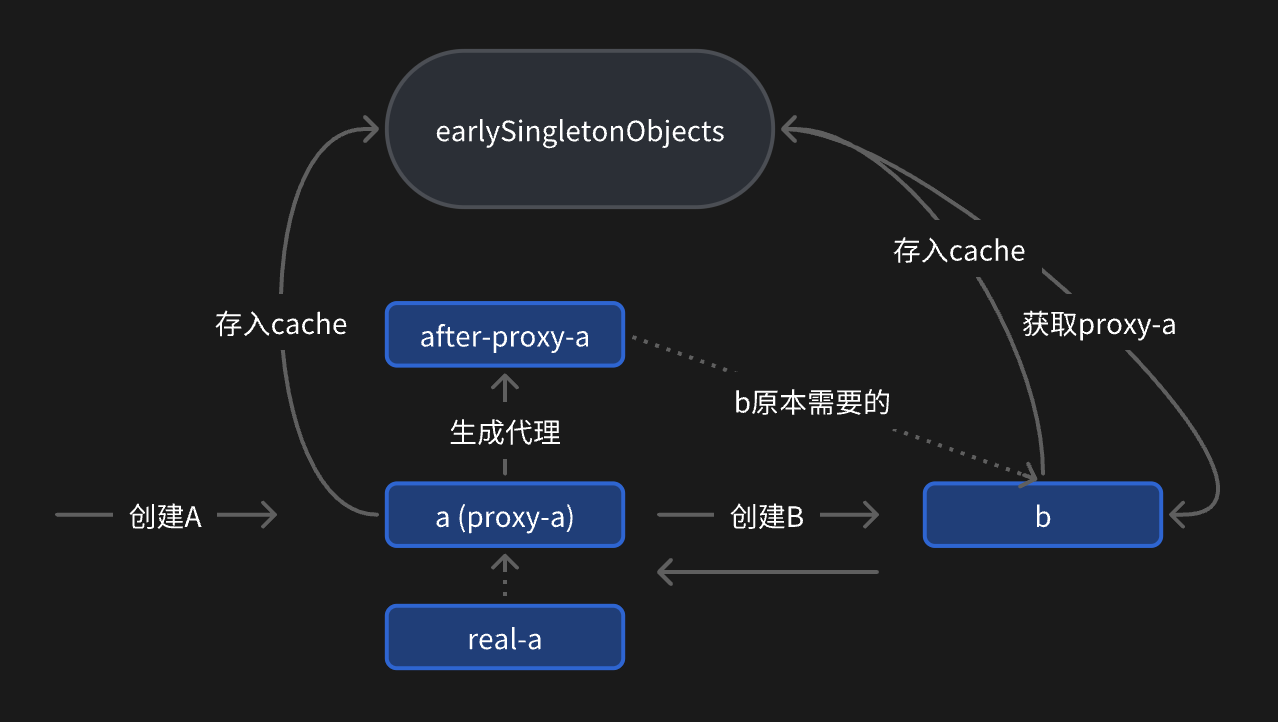 earlySingletonObjects
存入cache
存入cache
获取proxy-a
after-proxy-a
b原本需要的
生成代理
创建A
a (proxy-a)
创建B
b
real-a